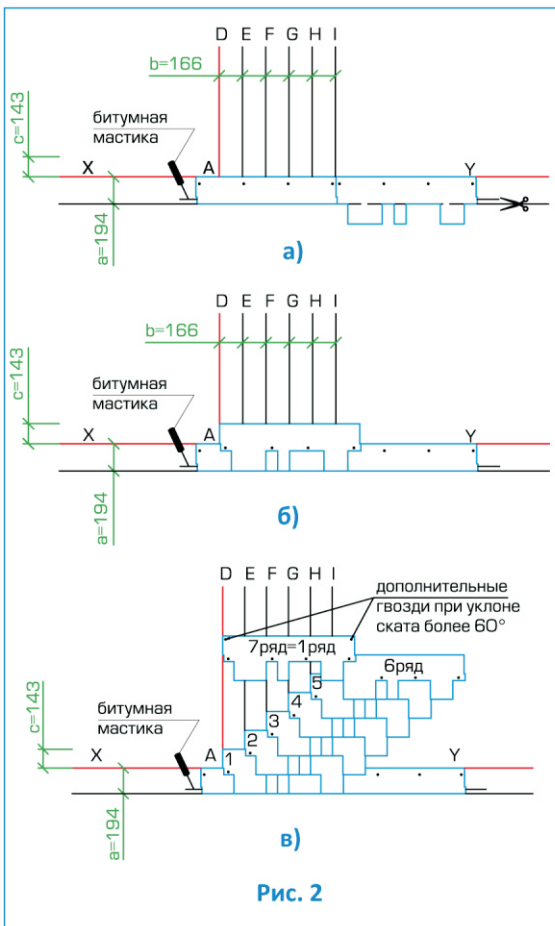 D E F G H I
b=166
битумная
мастика
c=143
X A Y
a=194
а)
D E F G H I
b=166
битумная
мастика
c=143
X A Y
a=194
б)
D E F G H I
дополнительные
гвозди при уклоне
ската более 60°
7ряд=1ряд
6ряд
5
4
3
2
1
битумная
мастика
c=143
X A Y
a=194
в)
Рис. 2